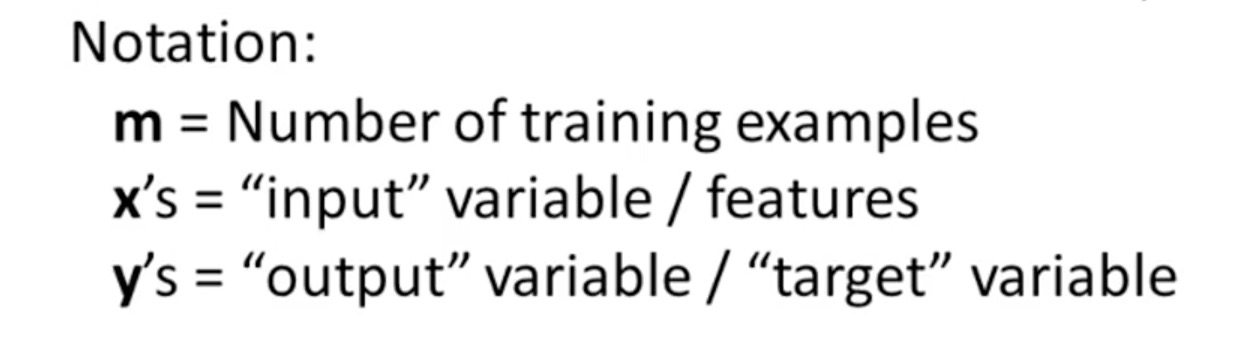 Notation:
m = Number of training examples
x’s = “input” variable / features
y’s = “output” variable / “target” variable